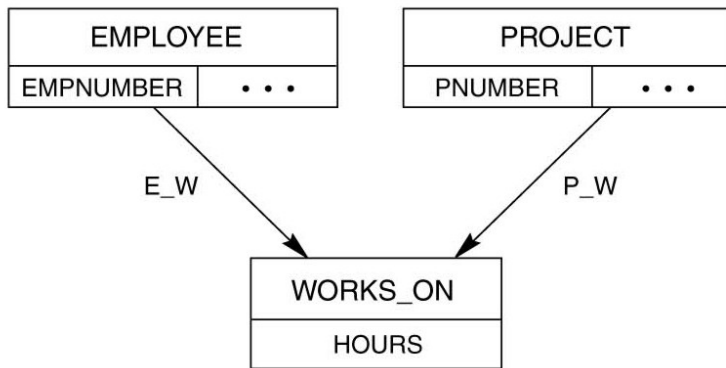 EMPLOYEE
EMPNUMBER • • •
PROJECT
PNUMBER • • •
E_W
P_W
WORKS_ON
HOURS